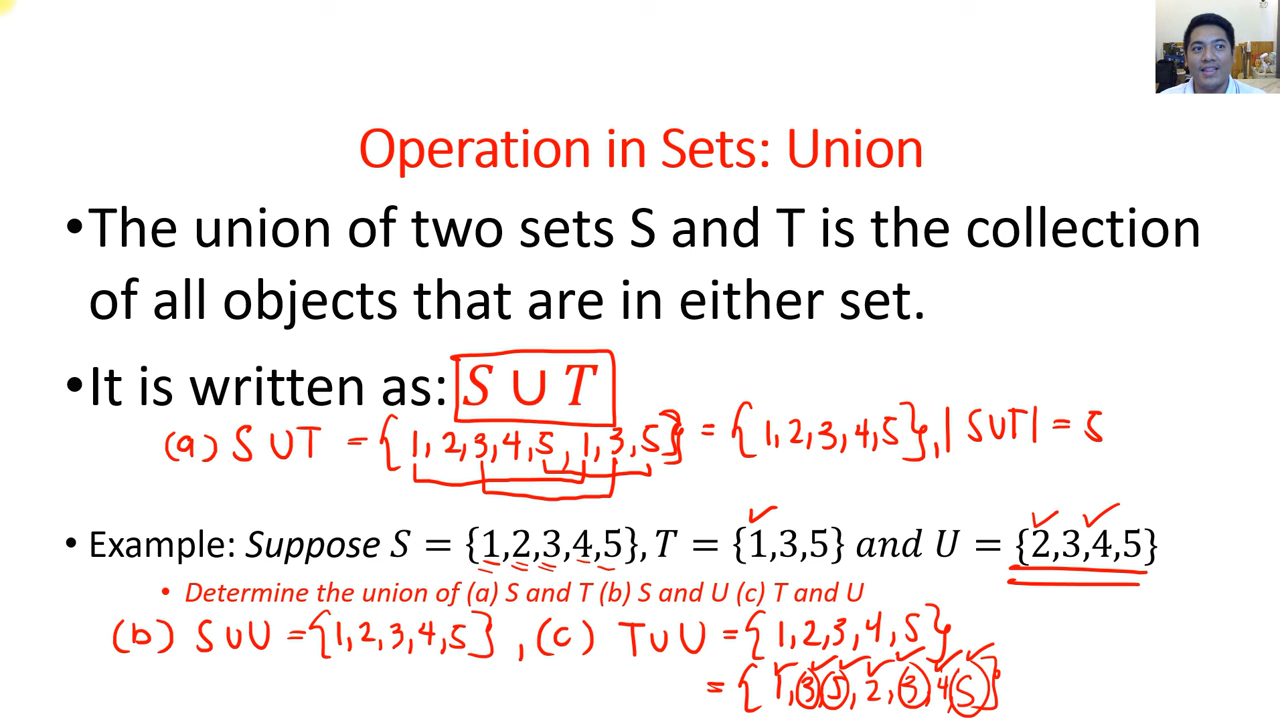 Operation in Sets: Union
•The union of two sets S and T is the collection
of all objects that are in either set.
•It is written as: S ∪ T
(a) S ∪ T = {1, 2, 3, 4, 5, 1, 3, 5} = {1, 2, 3, 4, 5}, |S∪T| = 5
• Example: Suppose S = {1,2,3,4,5}, T = {1,3,5} and U = {2,3,4,5}
• Determine the union of (a) S and T (b) S and U (c) T and U
(b) S ∪ U = {1, 2, 3, 4, 5}, (c) T ∪ U = {1, 2, 3, 4, 5}
= {1, 3, 5, 2, 3, 4, 5}